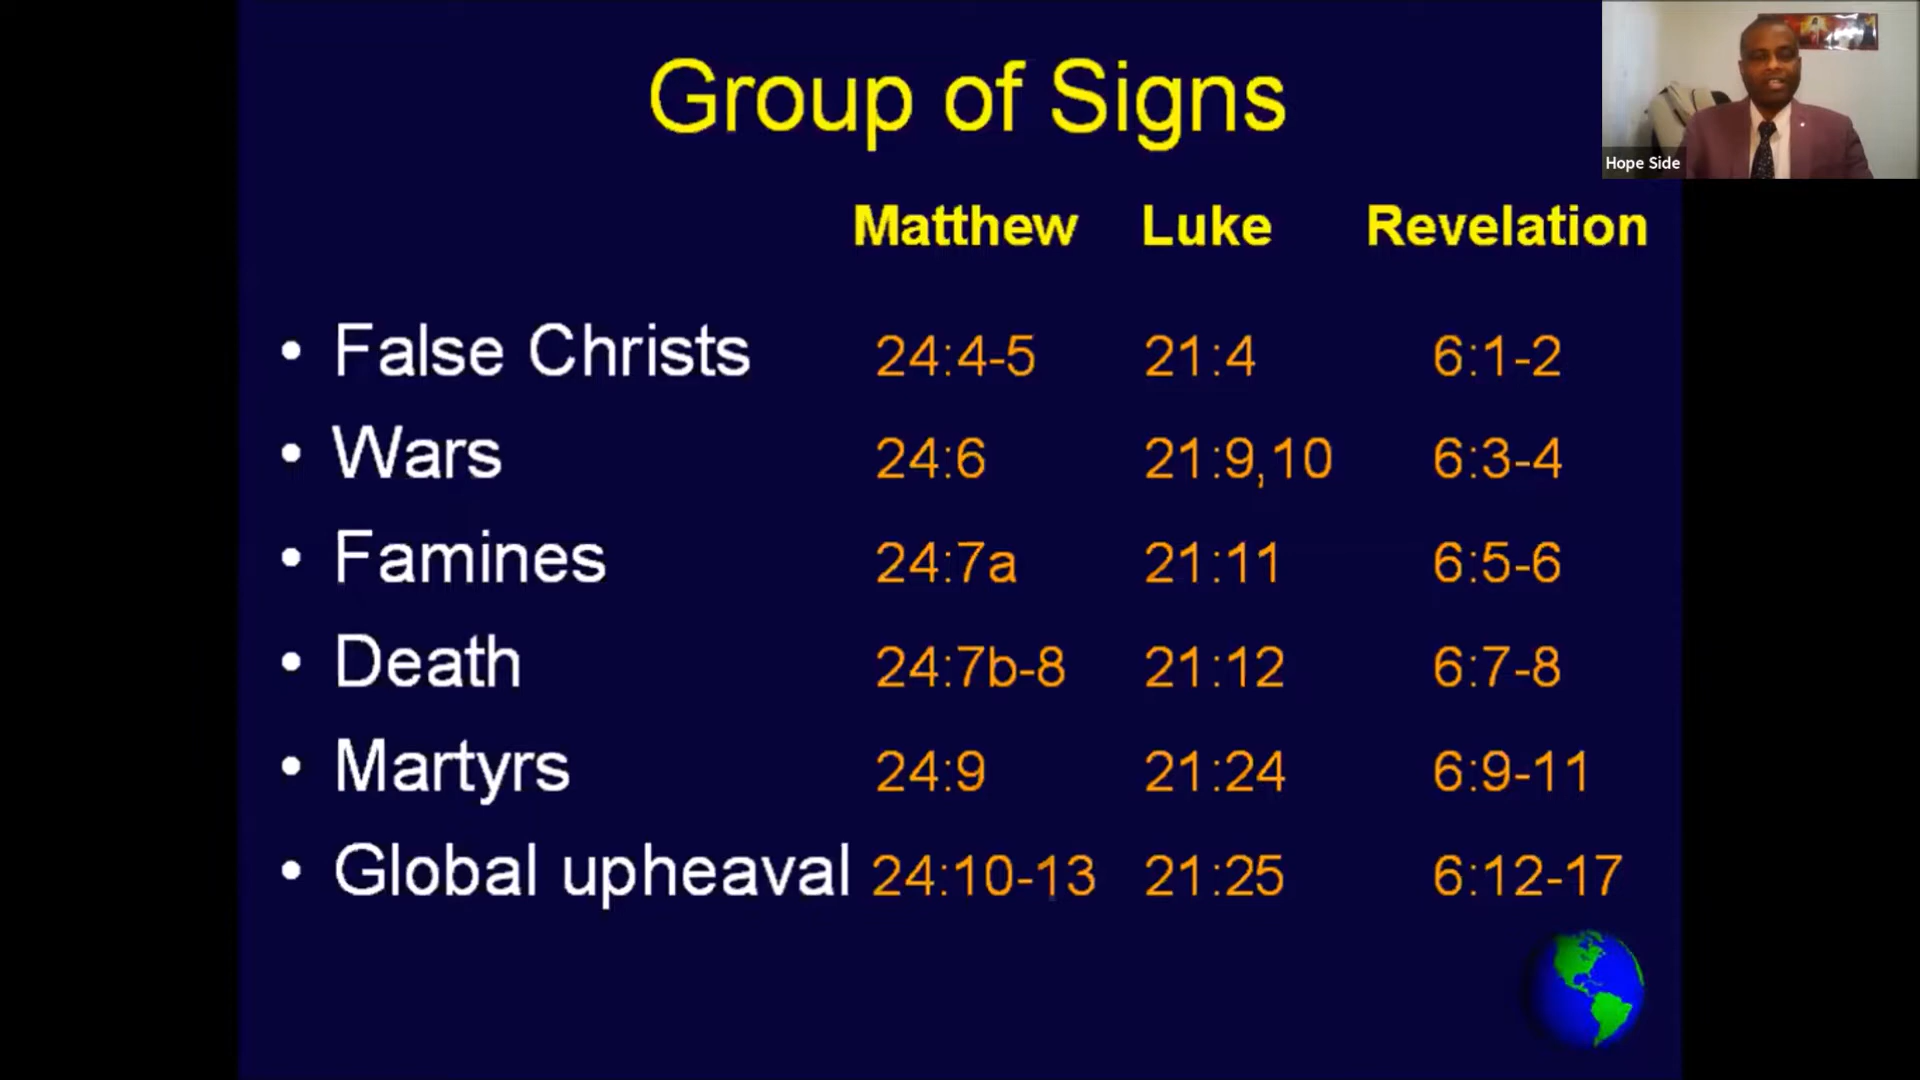 Group of Signs
Hope Side
Matthew Luke Revelation
• False Christs 24:4-5 21:4 6:1-2
• Wars 24:6 21:9,10 6:3-4
• Famines 24:7a 21:11 6:5-6
• Death 24:7b-8 21:12 6:7-8
• Martyrs 24:9 21:24 6:9-11
• Global upheaval 24:10-13 21:25 6:12-17